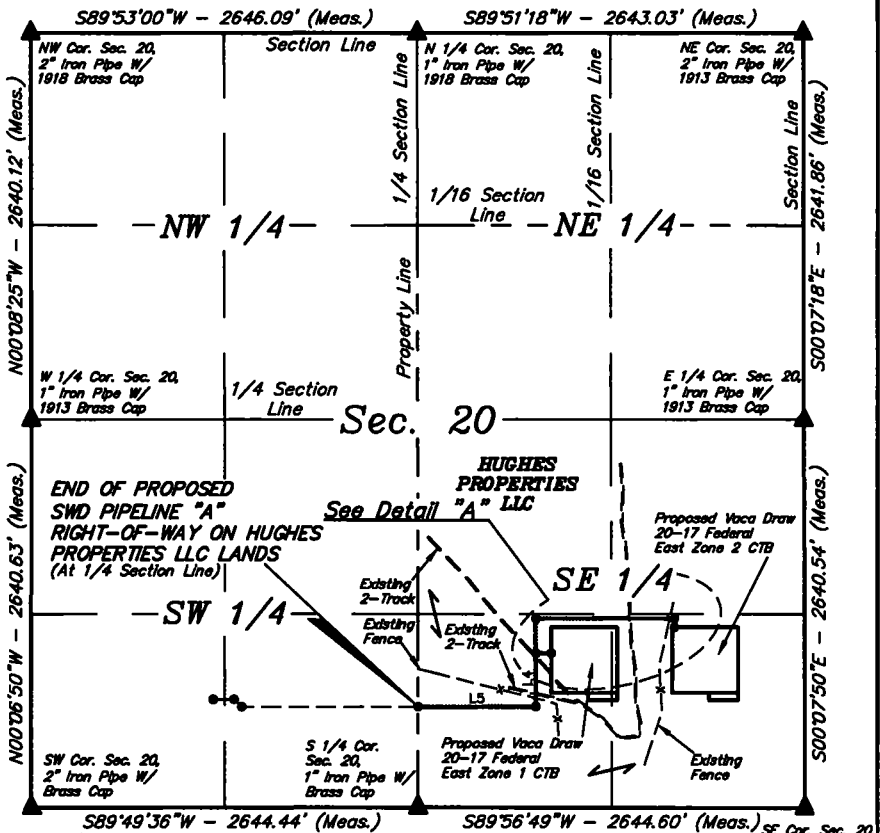 S89°53'00"W - 2646.09' (Meas.)
S89°51'18"W - 2643.03' (Meas.)
NW Cor. Sec. 20,
2" Iron Pipe W/
1918 Brass Cap
Section Line
N 1/4 Cor. Sec. 20,
1" Iron Pipe W/
1918 Brass Cap
NE Cor. Sec. 20,
2" Iron Pipe W/
1913 Brass Cap
N00°08'25"W - 2640.12' (Meas.)
1/4 Section Line
1/16 Section Line
Section Line
S00°07'18"E - 2641.86' (Meas.)
1/16 Section
Line
NW 1/4
NE 1/4
Property Line
W 1/4 Cor. Sec. 20,
1" Iron Pipe W/
1913 Brass Cap
1/4 Section
Line
E 1/4 Cor. Sec. 20,
1" Iron Pipe W/
1913 Brass Cap
Sec. 20
HUGHES
PROPERTIES
LLC
See Detail "A"
END OF PROPOSED
SWD PIPELINE "A"
RIGHT-OF-WAY ON HUGHES
PROPERTIES LLC LANDS
(At 1/4 Section Line)
Proposed Vaca Draw
20-17 Federal
East Zone 2 CTB
N00°06'50"W - 2640.63' (Meas.)
S00°07'50"E - 2640.54' (Meas.)
Existing
2-Track
SE 1/4
SW 1/4
Existing
Fence
Existing
2-Track
L5
SW Cor. Sec. 20,
2" Iron Pipe W/
Brass Cap
S 1/4 Cor.
Sec. 20,
1" Iron Pipe W/
Brass Cap
Proposed Vaca Draw
20-17 Federal
East Zone 1 CTB
Existing
Fence
S89°49'36"W - 2644.44' (Meas.)
S89°56'49"W - 2644.60' (Meas.)
SE Cor. Sec. 20